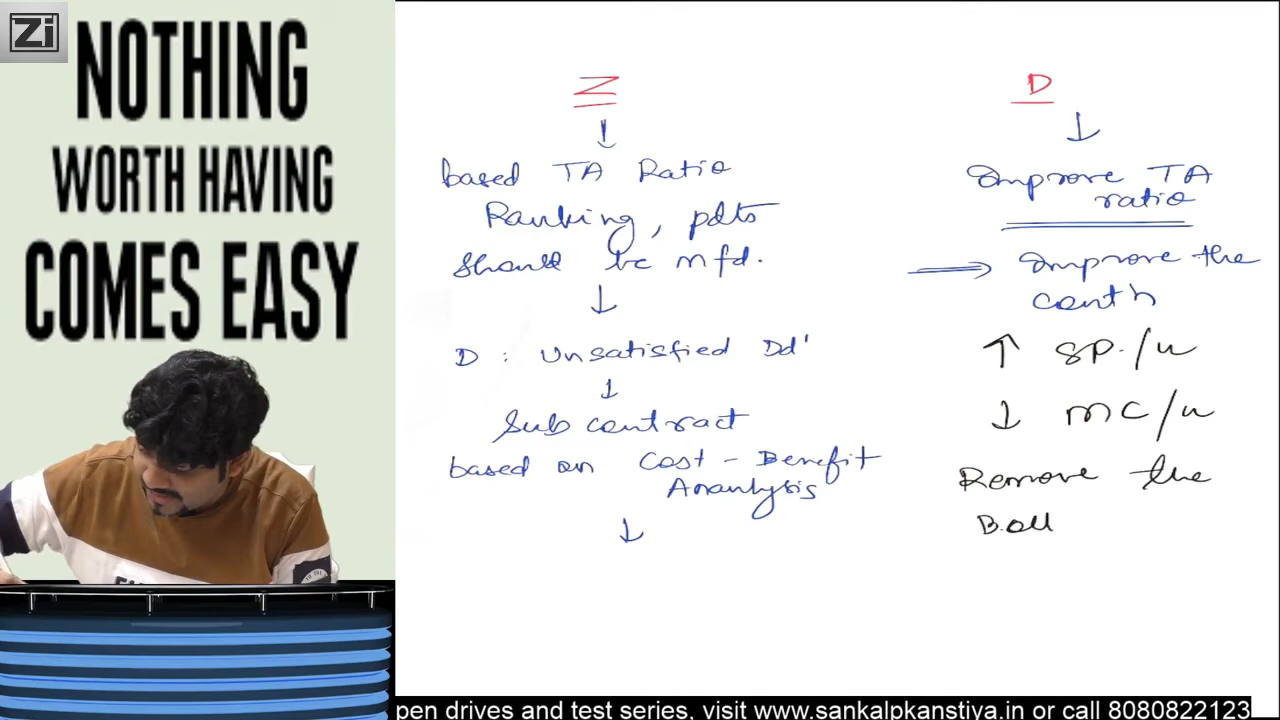 Zi
NOTHING
WORTH HAVING
COMES EASY
Z
based TA Ratio
Ranking, pdts
should be mfd.
D : Unsatisfied Dd'
Sub contract
based on Cost - Benefit
Ananlysis
D
Improve TA
ratio
Improve the
contn
SP./u
MC/u
Remove the
pen drives and test series, visit www.sankalpkanstiya.in or call 8080822123